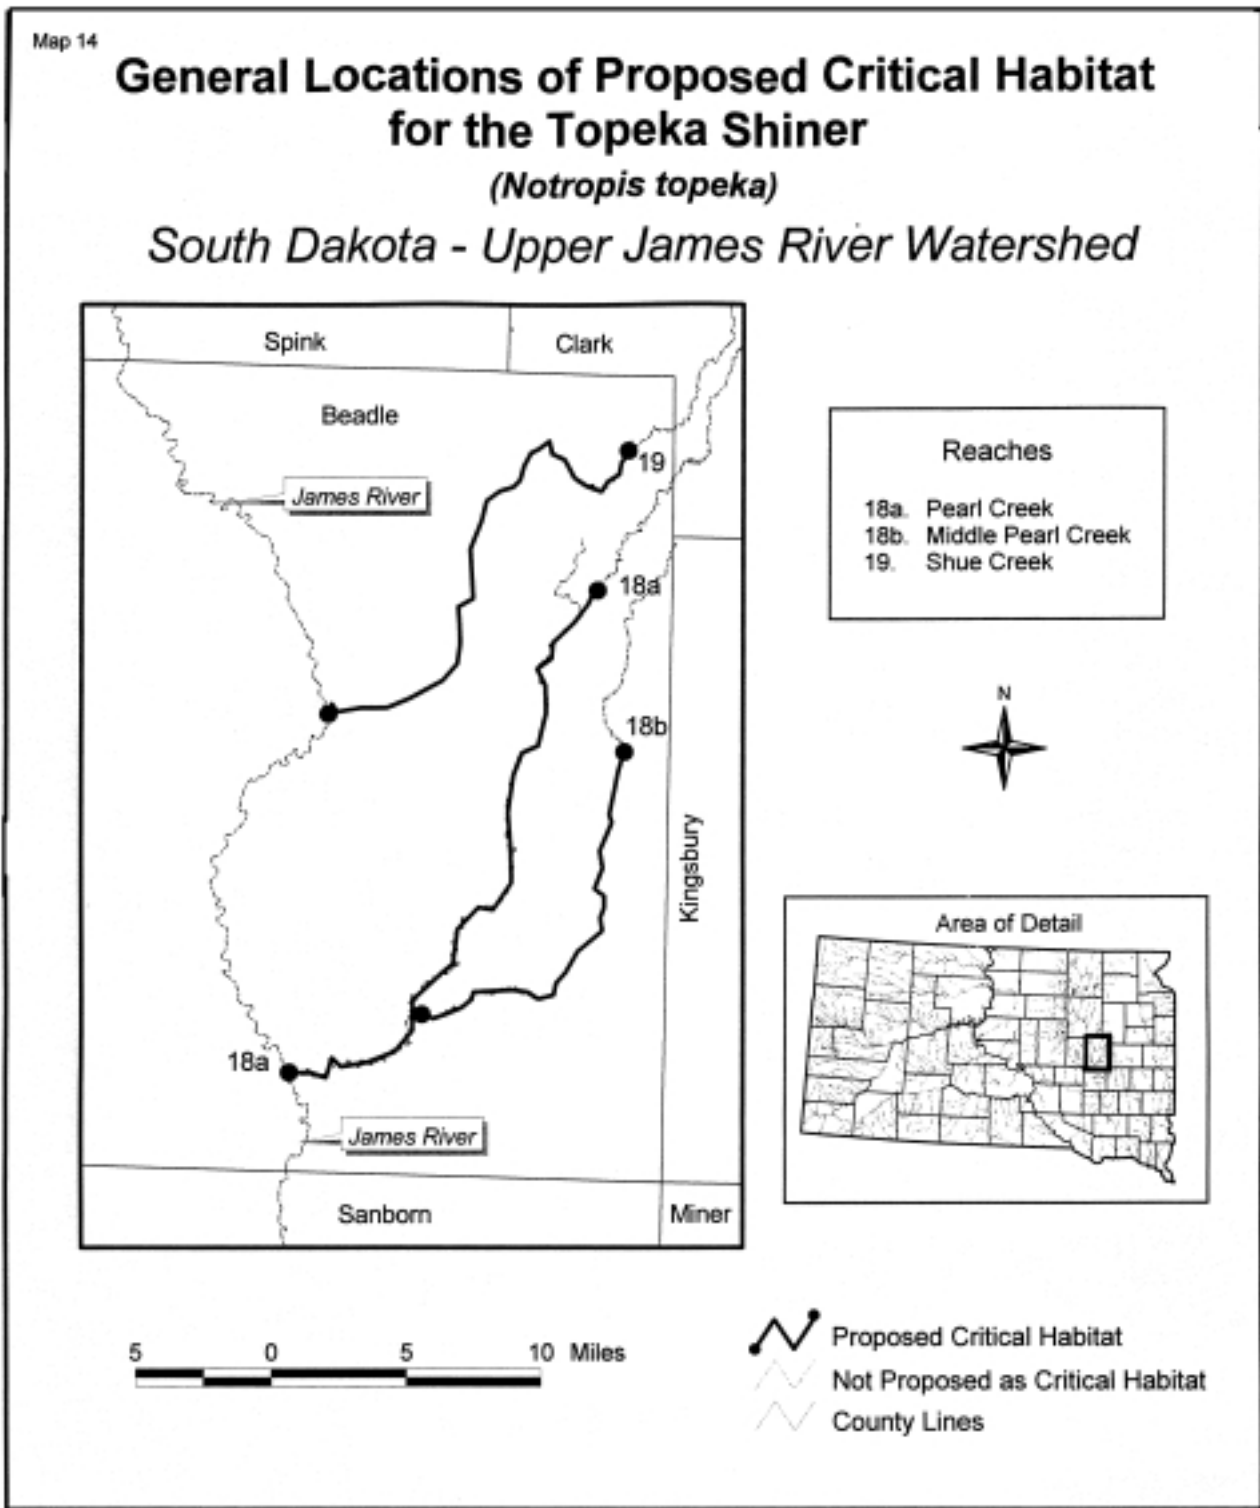 Map 14
General Locations of Proposed Critical Habitat
for the Topeka Shiner
(Notropis topeka)
South Dakota - Upper James River Watershed
Spink
Clark
Beadle
19
James River
18a
18b
Kingsbury
18a
James River
Sanborn
Miner
Reaches
18a. Pearl Creek
18b. Middle Pearl Creek
19. Shue Creek
N
Area of Detail
5 0 5 10 Miles
Proposed Critical Habitat
Not Proposed as Critical Habitat
County Lines